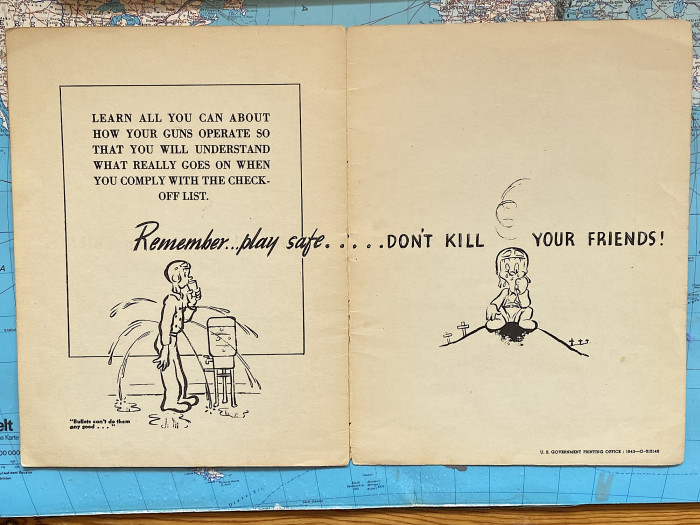 LEARN ALL YOU CAN ABOUT
HOW YOUR GUNS OPERATE SO
THAT YOU WILL UNDERSTAND
WHAT REALLY GOES ON WHEN
YOU COMPLY WITH THE CHECK-
OFF LIST.
Remember...play safe.....DON'T KILL YOUR FRIENDS!
"Bullets can't do them
any good . . ."
U. S. GOVERNMENT PRINTING OFFICE : 1943
elt
Karte